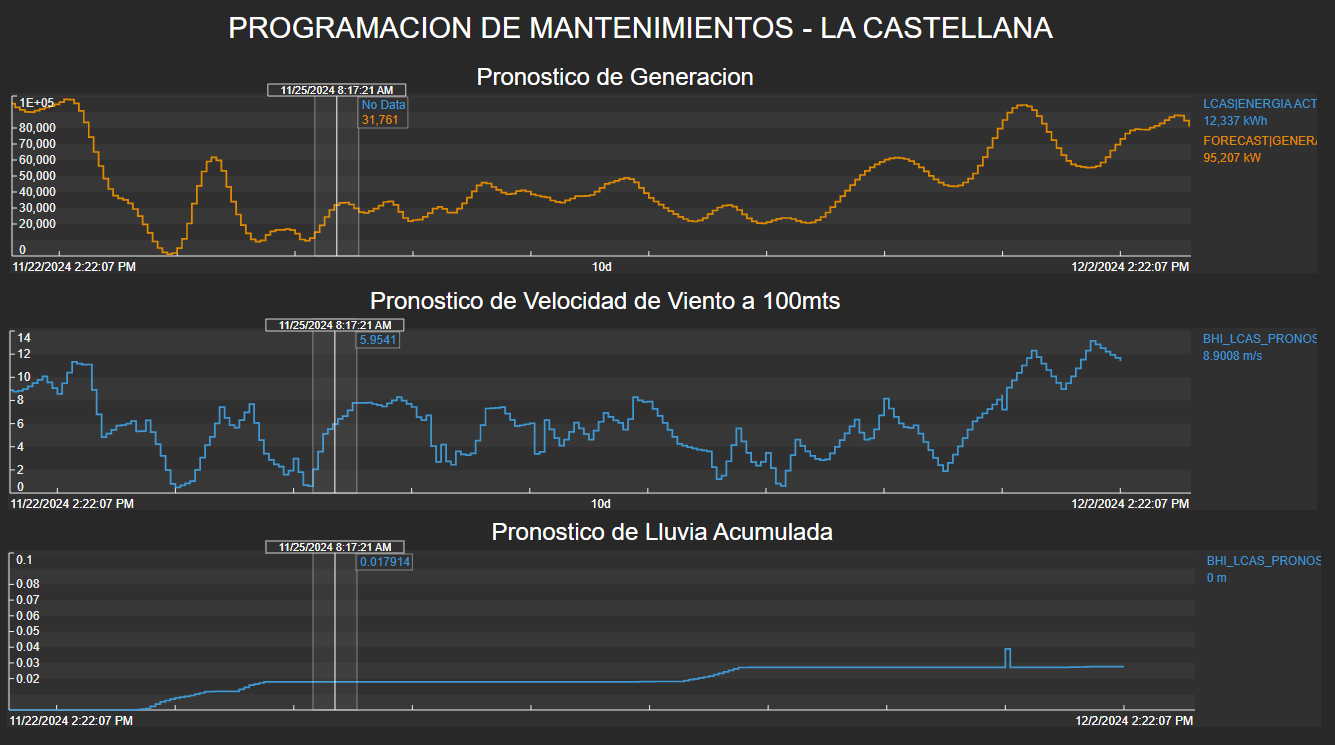 PROGRAMACION DE MANTENIMIENTOS - LA CASTELLANA
Pronostico de Generacion
11/25/2024 8:17:21 AM
No Data
31,761
1E+05
80,000
70,000
60,000
50,000
40,000
30,000
20,000
0
11/22/2024 2:22:07 PM
10d
12/2/2024 2:22:07 PM
LCAS|ENERGIA ACT
12,337 kWh
FORECAST|GENERA
95,207 kW
Pronostico de Velocidad de Viento a 100mts
11/25/2024 8:17:21 AM
5.9541
14
12
10
8
6
4
2
0
11/22/2024 2:22:07 PM
10d
12/2/2024 2:22:07 PM
BHI_LCAS_PRONOS
8.9008 m/s
Pronostico de Lluvia Acumulada
11/25/2024 8:17:21 AM
0.017914
0.1
0.08
0.07
0.06
0.05
0.04
0.03
0.02
11/22/2024 2:22:07 PM
12/2/2024 2:22:07 PM
BHI_LCAS_PRONOS
0 m